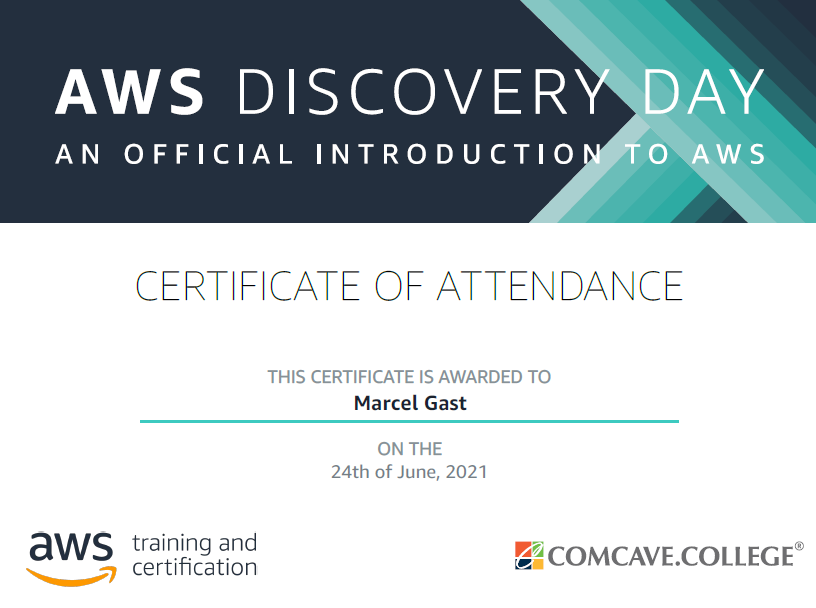 AWS DISCOVERY DAY
AN OFFICIAL INTRODUCTION TO AWS
CERTIFICATE OF ATTENDANCE
THIS CERTIFICATE IS AWARDED TO
Marcel Gast
ON THE
24th of June, 2021
aws training and
certification
COMCAVE.COLLEGE®